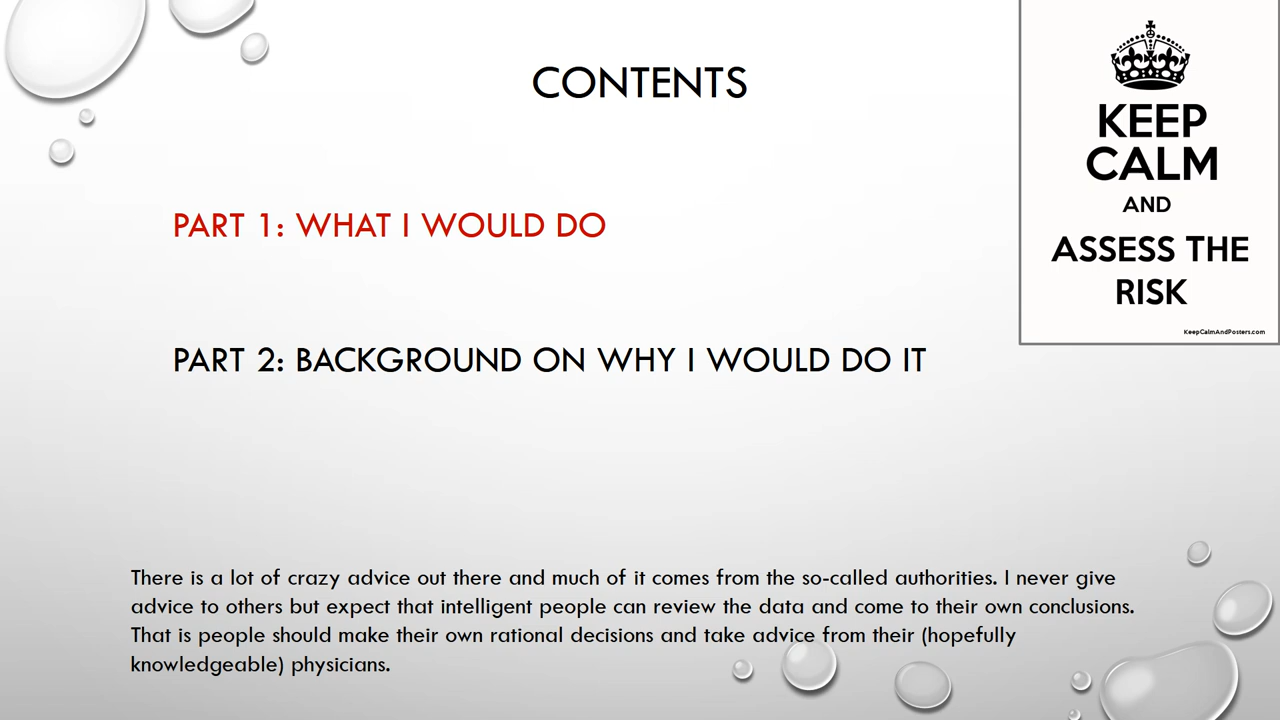 CONTENTS
KEEP
CALM
AND
ASSESS THE
RISK
KeepCalmAndPosters.com
PART 1: WHAT I WOULD DO
PART 2: BACKGROUND ON WHY I WOULD DO IT
There is a lot of crazy advice out there and much of it comes from the so-called authorities. I never give
advice to others but expect that intelligent people can review the data and come to their own conclusions.
That is people should make their own rational decisions and take advice from their (hopefully
knowledgeable) physicians.